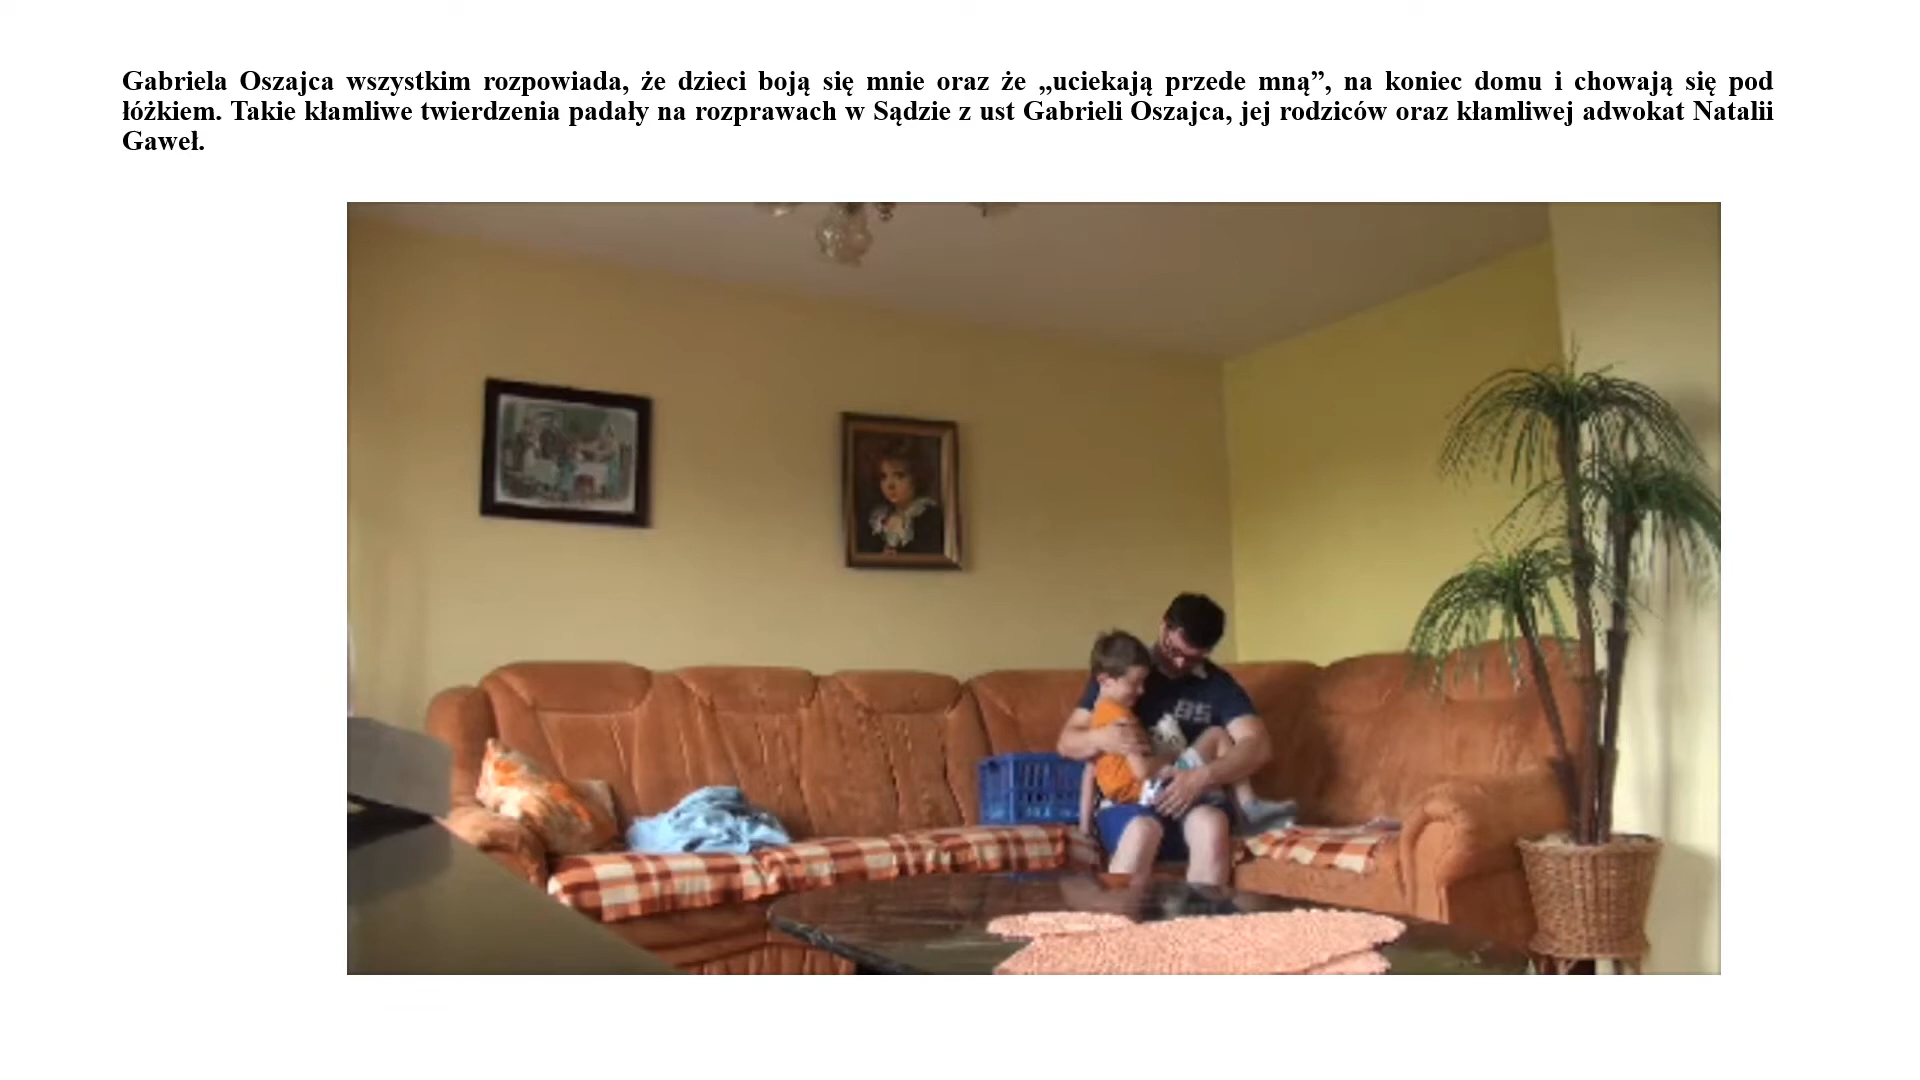 Gabriela Oszajca wszystkim rozpowiada, że dzieci boją się mnie oraz że „uciekają przede mną”, na koniec domu i chowają się pod
łóżkiem. Takie kłamliwe twierdzenia padały na rozprawach w Sądzie z ust Gabrieli Oszajca, jej rodziców oraz kłamliwej adwokat Natalii
Gaweł.
85